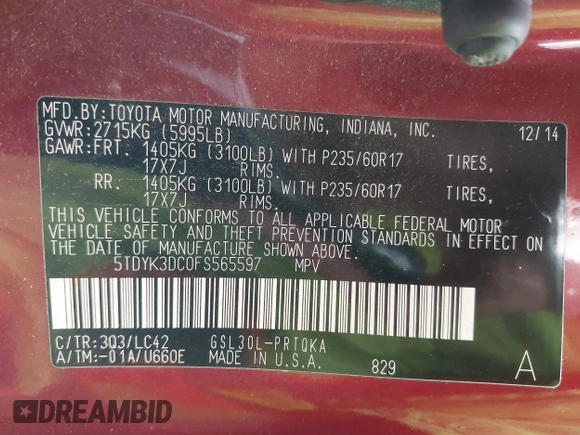 MFD.BY:TOYOTA MOTOR MANUFACTURING, INDIANA, INC. 12/14
GVWR:2715KG (5995LB)
GAWR:FRT. 1405KG (3100LB) WITH P235/60R17 TIRES,
17X7J RIMS.
RR. 1405KG (3100LB) WITH P235/60R17 TIRES,
17X7J RIMS.
THIS VEHICLE CONFORMS TO ALL APPLICABLE FEDERAL MOTOR
VEHICLE SAFETY AND THEFT PREVENTION STANDARDS IN EFFECT ON
THE DATE OF MANUFACTURE SHOWN ABOVE.
5TDYK3DC0FS565597 MPV
C/TR:3Q3/LC42 GSL30L-PRTQKA
A/TM:-01A/U660E MADE IN U.S.A. 829 A
DREAMBID